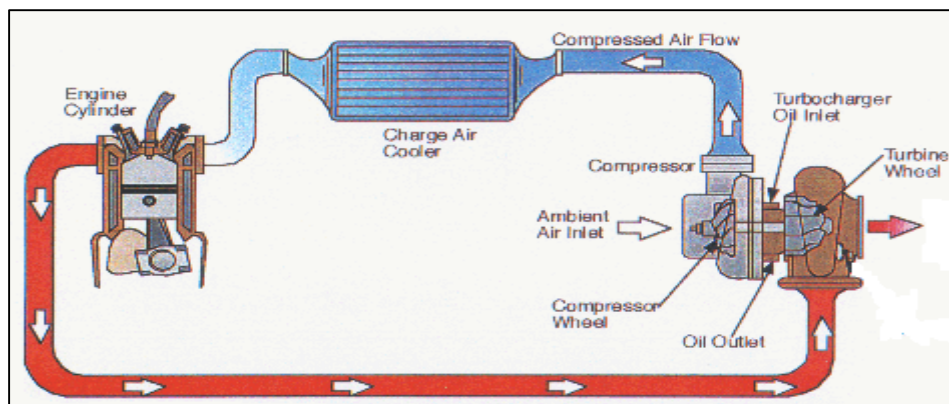 Compressed Air Flow
Engine
Cylinder
Turbocharger
Oil Inlet
Charge Air
Cooler
Compressor
Turbine
Wheel
Ambient
Air Inlet
Compressor
Wheel
Oil Outlet